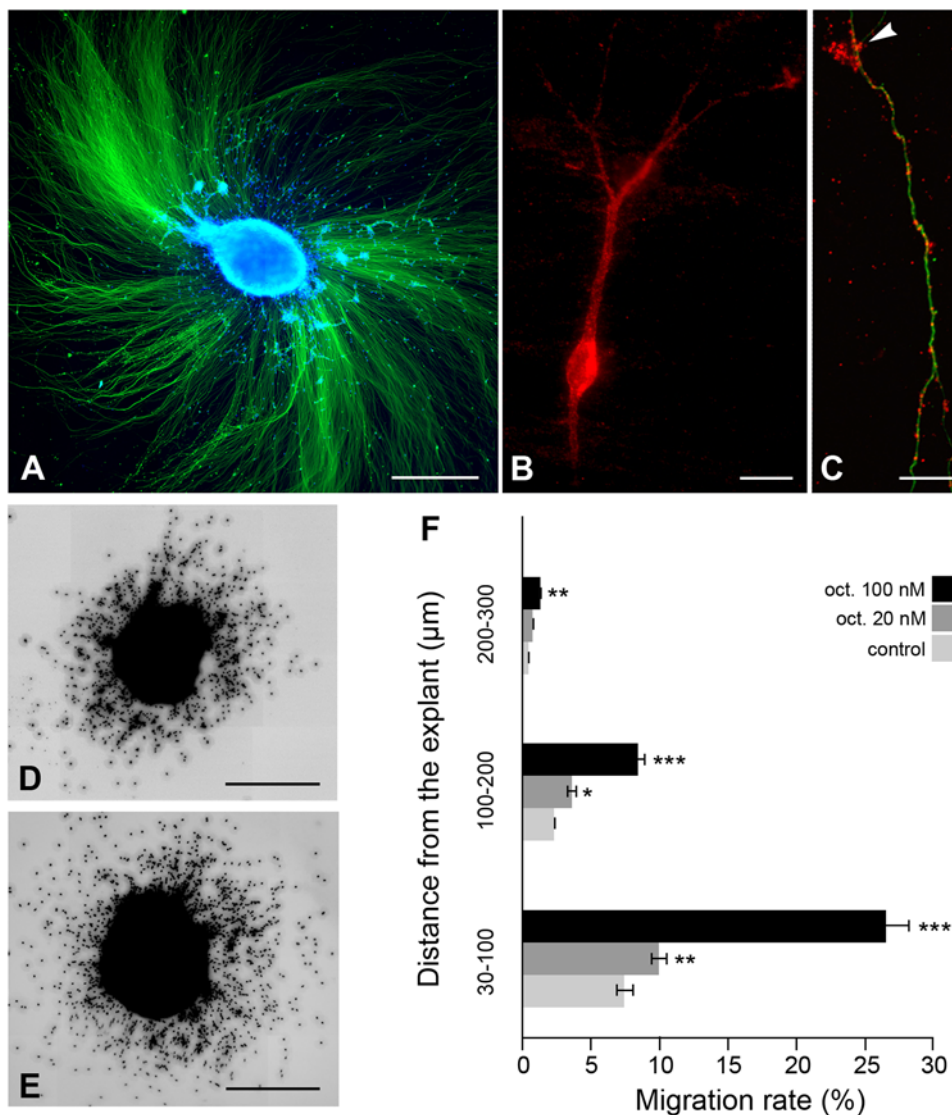 A
B
C
D
E
F
oct. 100 nM
oct. 20 nM
control
Distance from the explant (µm)
200-300
**
100-200
***
*
30-100
***
**
0 5 10 15 20 25 30
Migration rate (%)